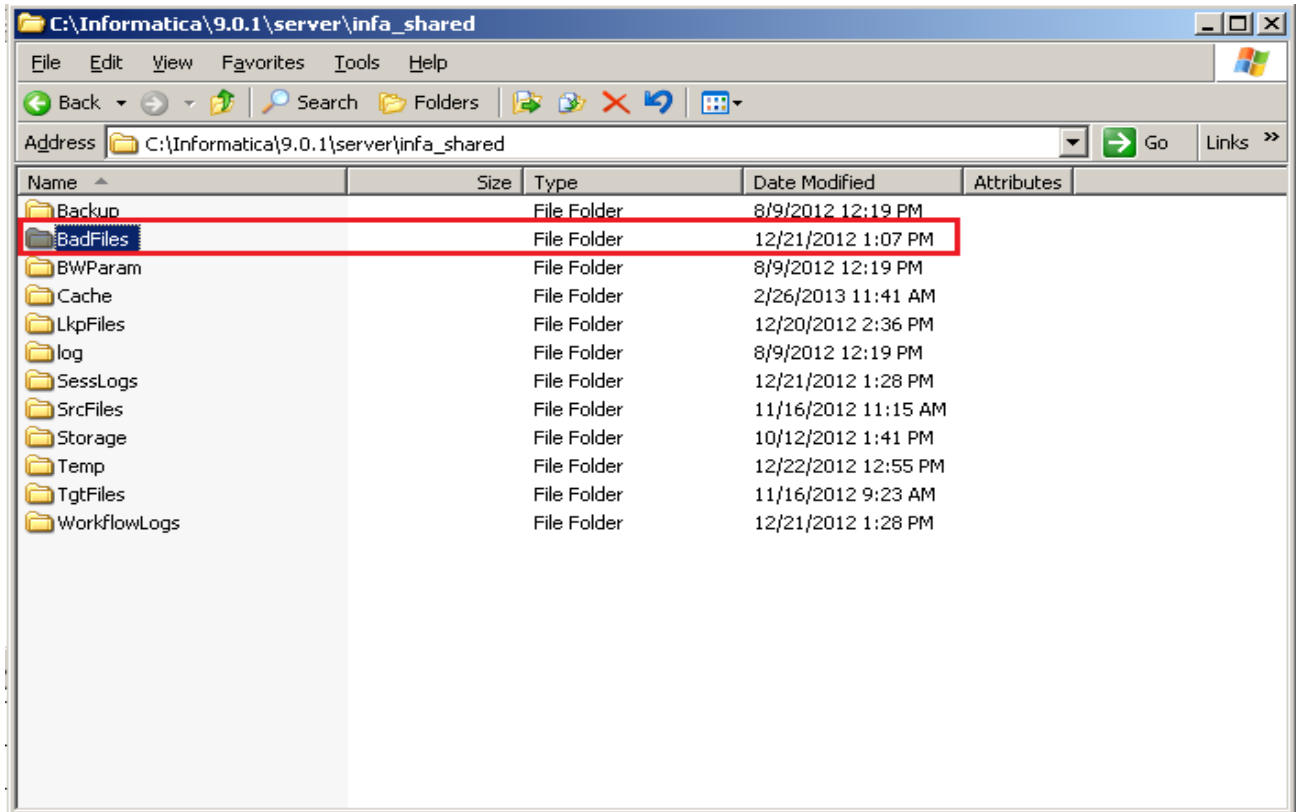 C:\Informatica\9.0.1\server\infa_shared
File Edit View Favorites Tools Help
Back Search Folders
Address C:\Informatica\9.0.1\server\infa_shared Go Links »
Name Size Type Date Modified Attributes
Backup File Folder 8/9/2012 12:19 PM
BadFiles File Folder 12/21/2012 1:07 PM
BWParam File Folder 8/9/2012 12:19 PM
Cache File Folder 2/26/2013 11:41 AM
LkpFiles File Folder 12/20/2012 2:36 PM
log File Folder 8/9/2012 12:19 PM
SessLogs File Folder 12/21/2012 1:28 PM
SrcFiles File Folder 11/16/2012 11:15 AM
Storage File Folder 10/12/2012 1:41 PM
Temp File Folder 12/22/2012 12:55 PM
TgtFiles File Folder 11/16/2012 9:23 AM
WorkflowLogs File Folder 12/21/2012 1:28 PM